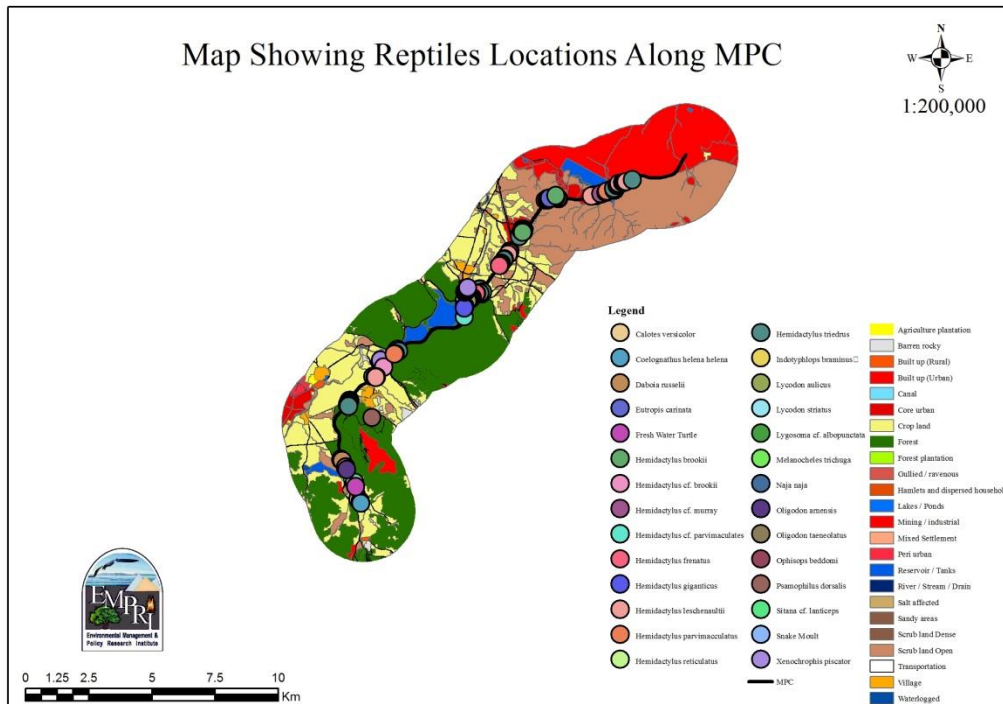 Map Showing Reptiles Locations Along MPC
N
W E
S
1:200,000
Legend
Calotes versicolor
Coelognathus helena helena
Daboia russelii
Eutropis carinata
Fresh Water Turtle
Hemidactylus brookii
Hemidactylus cf. brookii
Hemidactylus cf. murray
Hemidactylus cf. parvimaculates
Hemidactylus frenatus
Hemidactylus giganticus
Hemidactylus leschenaultii
Hemidactylus parvimacculatus
Hemidactylus reticulatus
Hemidactylus triedrus
Indotyphlops braminus
Lycodon aulicus
Lycodon striatus
Lygosoma cf. albopunctata
Melanocheles trichuga
Naja naja
Oligodon arnensis
Oligodon taeneolatus
Ophisops beddomi
Psamophilus dorsalis
Sitana cf. lanticeps
Snake Moult
Xenochrophis piscator
MPC
Agriculture plantation
Barren rocky
Built up (Rural)
Built up (Urban)
Canal
Core urban
Crop land
Forest
Forest plantation
Gullied / ravenous
Hamlets and dispersed househol
Lakes / Ponds
Mining / industrial
Mixed Settlement
Peri urban
Reservoir / Tanks
River / Stream / Drain
Salt affected
Sandy areas
Scrub land Dense
Scrub land Open
Transportation
Village
Waterlogged
EMPRI
Environmental Management &
Policy Research Institute
0 1.25 2.5 5 7.5 10
Km